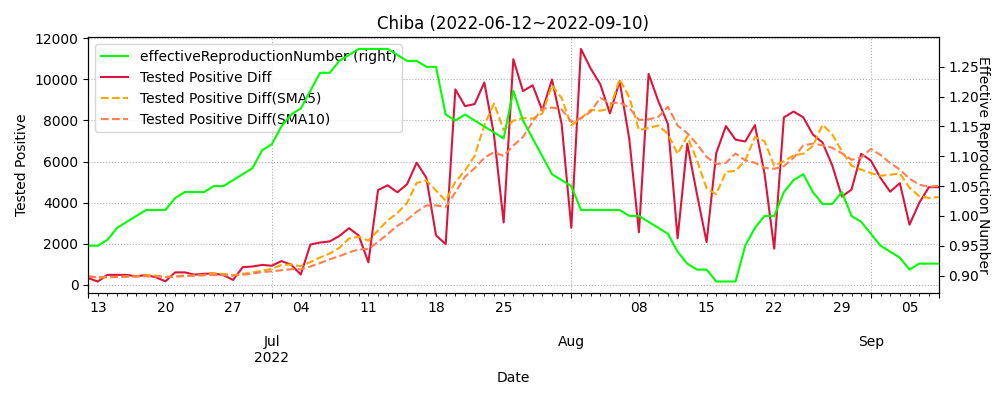 Chiba (2022-06-12~2022-09-10)
effectiveReproductionNumber (right)
Tested Positive Diff
Tested Positive Diff(SMA5)
Tested Positive Diff(SMA10)
Tested Positive
12000
10000
8000
6000
4000
2000
0
Effective Reproduction Number
1.25
1.20
1.15
1.10
1.05
1.00
0.95
0.90
13 20 27 04 11 18 25 08 15 22 29 05
Jul Aug Sep
2022
Date